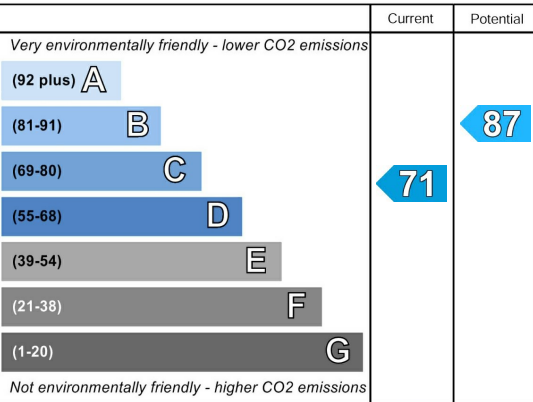 Current Potential
Very environmentally friendly - lower CO2 emissions
(92 plus) A
(81-91) B 87
(69-80) C 71
(55-68) D
(39-54) E
(21-38) F
(1-20) G
Not environmentally friendly - higher CO2 emissions